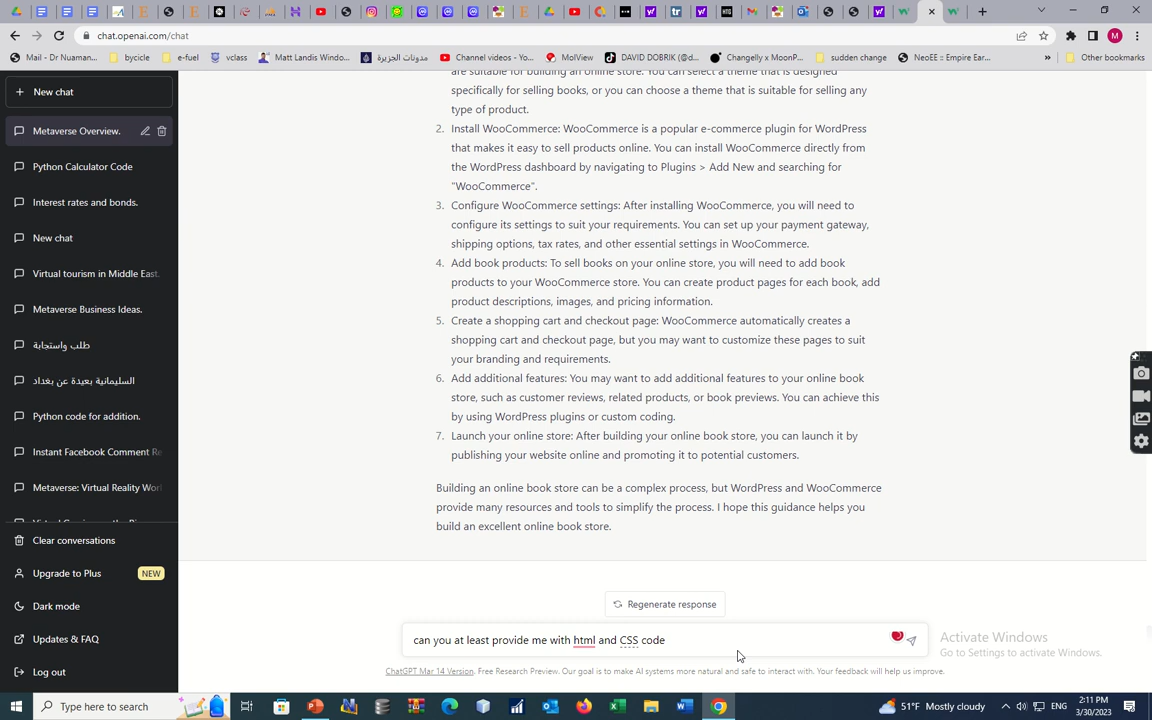 chat.openai.com/chat
Mail - Dr Nuaman...
bycicle
e-fuel
vclass
Matt Landis Windo...
مدونات الجزيرة
Channel videos - Yo...
MolView
DAVID DOBRIK (@d...
Changelly x MoonP...
sudden change
NeoEE :: Empire Ear...
»
Other bookmarks
New chat
Metaverse Overview.
Python Calculator Code
Interest rates and bonds.
New chat
Virtual tourism in Middle East.
Metaverse Business Ideas.
طلب واستجابة
السليمانية بعيدة عن بغداد
Python code for addition.
Instant Facebook Comment Re
Metaverse: Virtual Reality Worl
Clear conversations
Upgrade to Plus NEW
Dark mode
Updates & FAQ
Log out
are suitable for building an online store. You can select a theme that is designed
specifically for selling books, or you can choose a theme that is suitable for selling any
type of product.
2. Install WooCommerce: WooCommerce is a popular e-commerce plugin for WordPress
that makes it easy to sell products online. You can install WooCommerce directly from
the WordPress dashboard by navigating to Plugins > Add New and searching for
"WooCommerce".
3. Configure WooCommerce settings: After installing WooCommerce, you will need to
configure its settings to suit your requirements. You can set up your payment gateway,
shipping options, tax rates, and other essential settings in WooCommerce.
4. Add book products: To sell books on your online store, you will need to add book
products to your WooCommerce store. You can create product pages for each book, add
product descriptions, images, and pricing information.
5. Create a shopping cart and checkout page: WooCommerce automatically creates a
shopping cart and checkout page, but you may want to customize these pages to suit
your branding and requirements.
6. Add additional features: You may want to add additional features to your online book
store, such as customer reviews, related products, or book previews. You can achieve this
by using WordPress plugins or custom coding.
7. Launch your online store: After building your online book store, you can launch it by
publishing your website online and promoting it to potential customers.
Building an online book store can be a complex process, but WordPress and WooCommerce
provide many resources and tools to simplify the process. I hope this guidance helps you
build an excellent online book store.
Regenerate response
can you at least provide me with html and CSS code
ChatGPT Mar 14 Version. Free Research Preview. Our goal is to make AI systems more natural and safe to interact with. Your feedback will help us improve.
Activate Windows
Go to Settings to activate Windows.
Type here to search
51°F Mostly cloudy
ENG
2:11 PM
3/30/2023